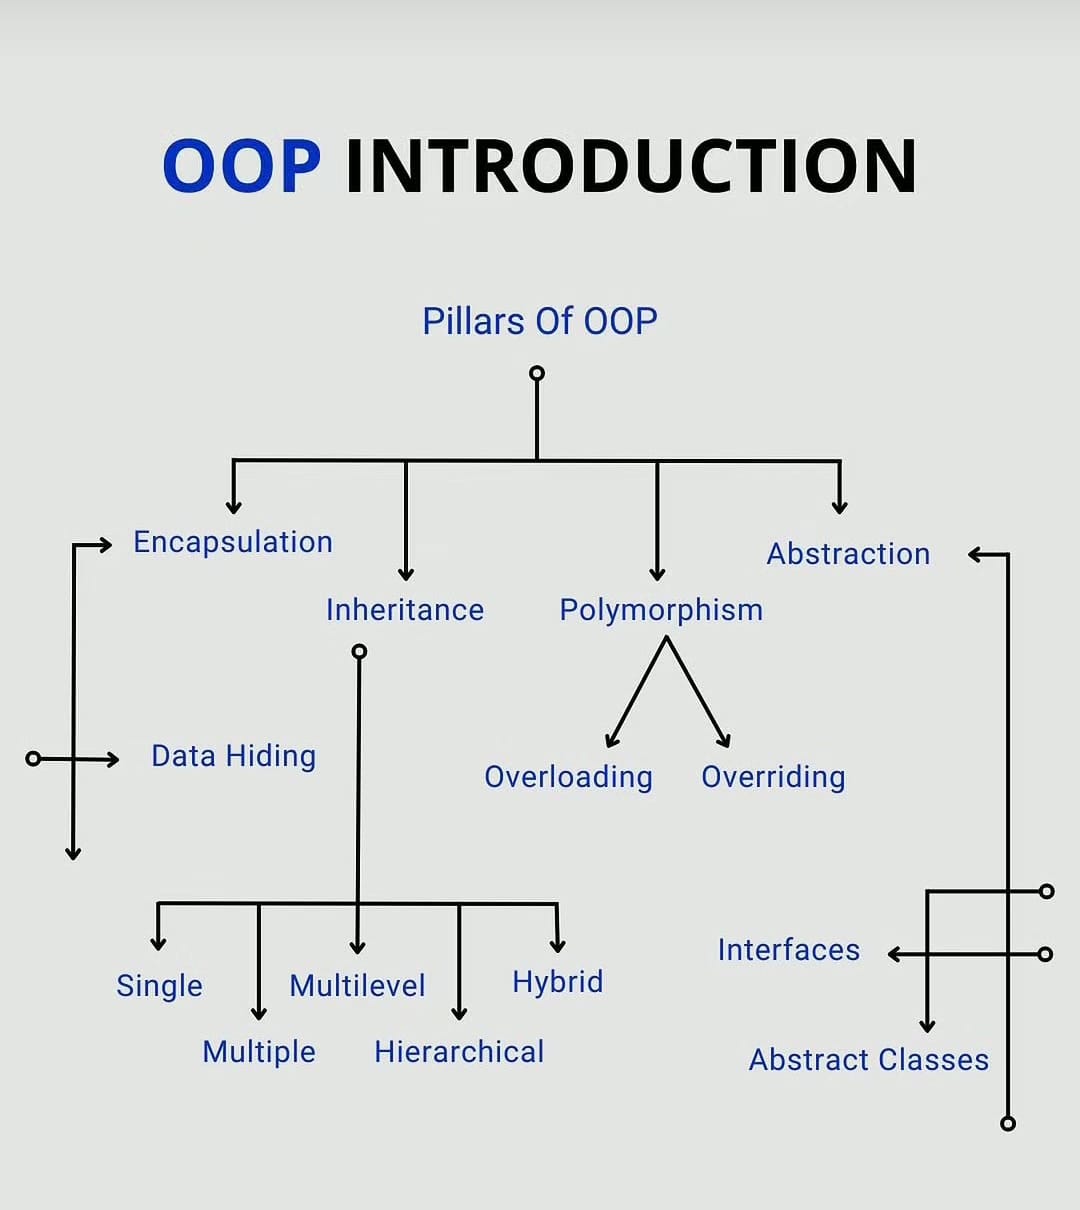 OOP INTRODUCTION
Pillars Of OOP
Encapsulation
Abstraction
Inheritance
Polymorphism
Data Hiding
Overloading
Overriding
Interfaces
Single
Multilevel
Hybrid
Multiple
Hierarchical
Abstract Classes